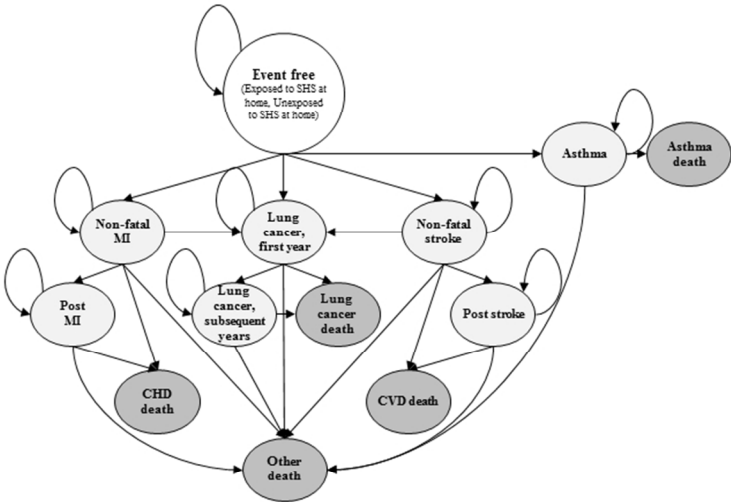 Event free
(Exposed to SHS at
home, Unexposed
to SHS at home)
Asthma
Asthma
death
Non-fatal
MI
Lung
cancer,
first year
Non-fatal
stroke
Post
MI
Lung
cancer,
subsequent
years
Lung
cancer
death
Post stroke
CHD
death
CVD death
Other
death